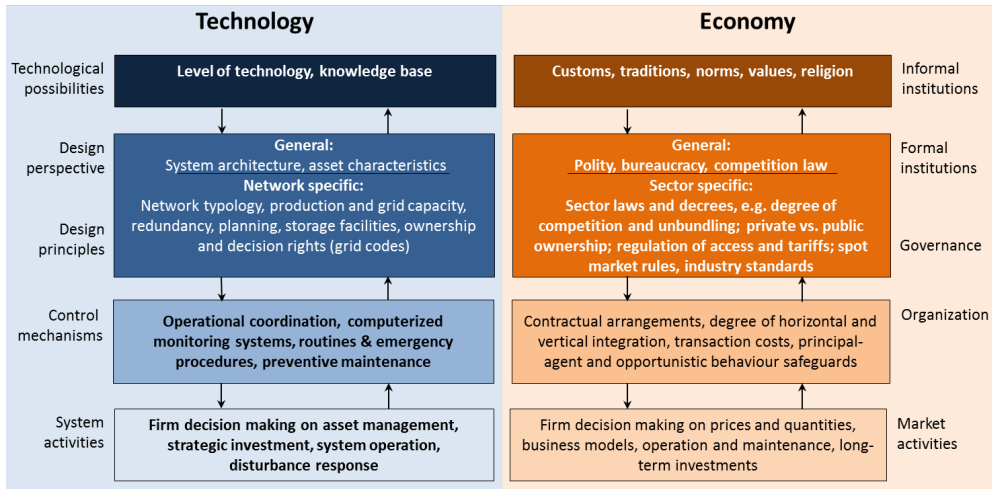 Technology
Technological
possibilities
Level of technology, knowledge base
Design
perspective
General:
System architecture, asset characteristics
Network specific:
Network typology, production and grid capacity,
redundancy, planning, storage facilities, ownership
and decision rights (grid codes)
Design
principles
Control
mechanisms
Operational coordination, computerized
monitoring systems, routines & emergency
procedures, preventive maintenance
System
activities
Firm decision making on asset management,
strategic investment, system operation,
disturbance response
Economy
Customs, traditions, norms, values, religion
Informal
institutions
General:
Polity, bureaucracy, competition law
Sector specific:
Sector laws and decrees, e.g. degree of
competition and unbundling; private vs. public
ownership; regulation of access and tariffs; spot
market rules, industry standards
Formal
institutions
Governance
Contractual arrangements, degree of horizontal and
vertical integration, transaction costs, principal-
agent and opportunistic behaviour safeguards
Organization
Firm decision making on prices and quantities,
business models, operation and maintenance, long-
term investments
Market
activities